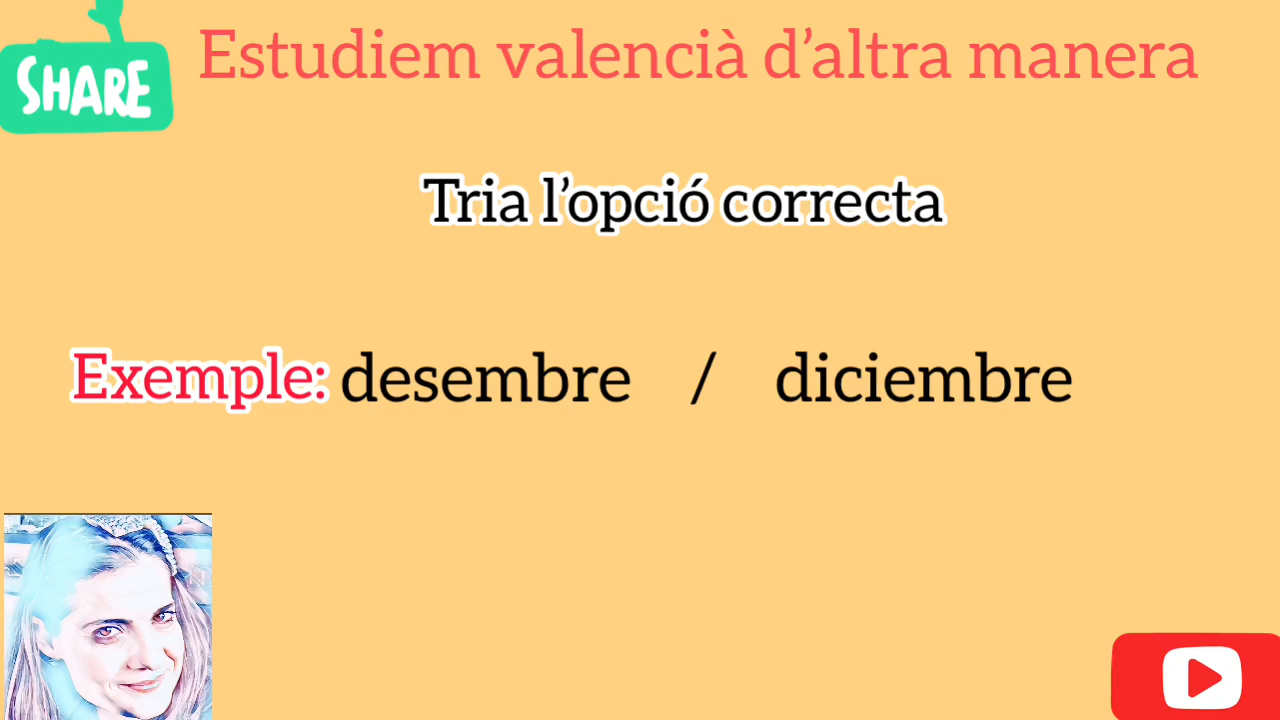 SHARE
Estudiem valencià d’altra manera
Tria l’opció correcta
Exemple: desembre / diciembre